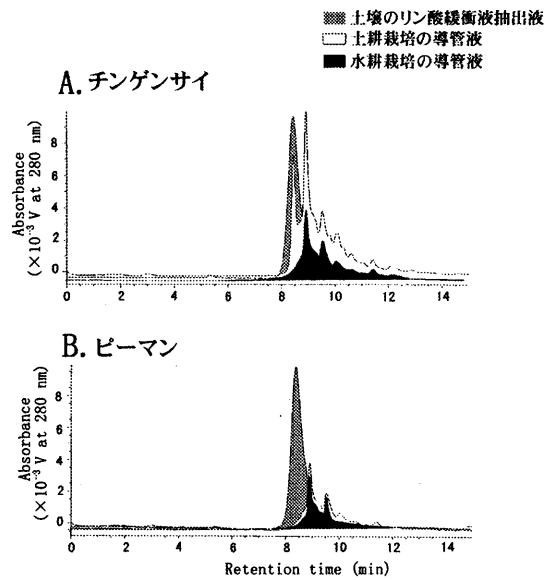 土壌のリン酸緩衝液抽出液
土耕栽培の導管液
水耕栽培の導管液
A. チンゲンサイ
Absorbance
(×10⁻³ V at 280 nm)
8
6
4
2
0
0 2 4 6 8 10 12 14
B. ピーマン
Absorbance
(×10⁻³ V at 280 nm)
8
6
4
2
0
0 2 4 6 8 10 12 14
Retention time (min)